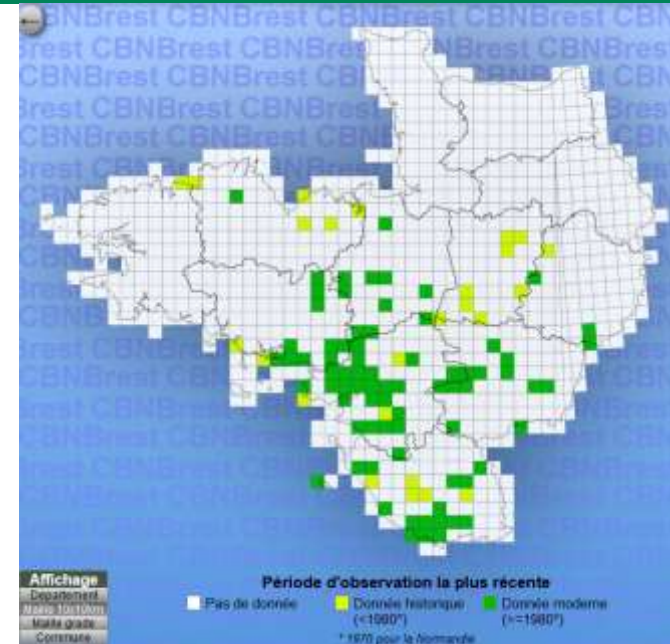 CBNBrest CBNBrest CBNBrest CBNBrest
Affichage
Département
Maille 10x10km
Maille grade
Commune
Période d'observation la plus récente
Pas de donnée
Donnée historique
(<1980*)
Donnée moderne
(>=1980*)
* 1970 pour la Normandie